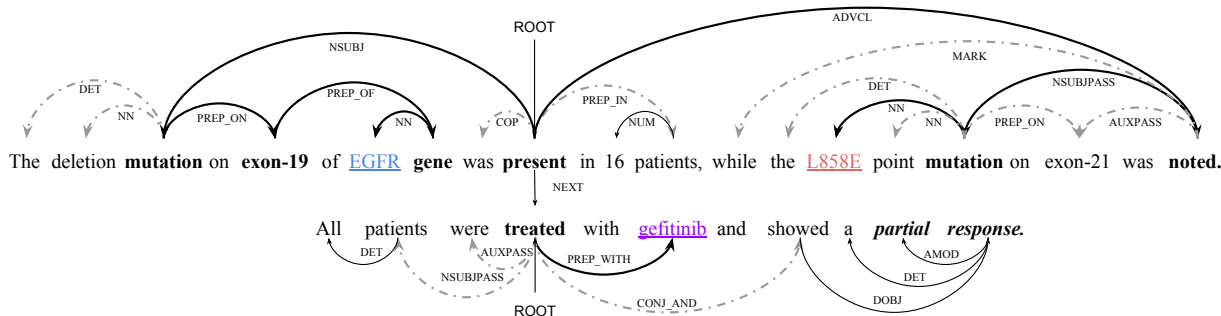 ADVCL
ROOT
NSUBJ
MARK
DET
PREP_OF
PREP_IN
DET
NSUBJPASS
NN
PREP_ON
NN
COP
NUM
NN
NN
PREP_ON
AUXPASS
The deletion mutation on exon-19 of EGFR gene was present in 16 patients, while the L858E point mutation on exon-21 was noted.
NEXT
All patients were treated with gefitinib and showed a partial response.
DET
AUXPASS
PREP_WITH
AMOD
NSUBJPASS
DET
ROOT
CONJ_AND
DOBJ